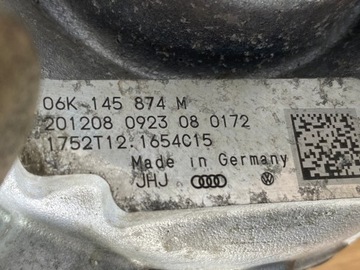 06K 145 874 M
201208 0923 08 0172
1752T12.1654C15
Made in Germany
JHJ